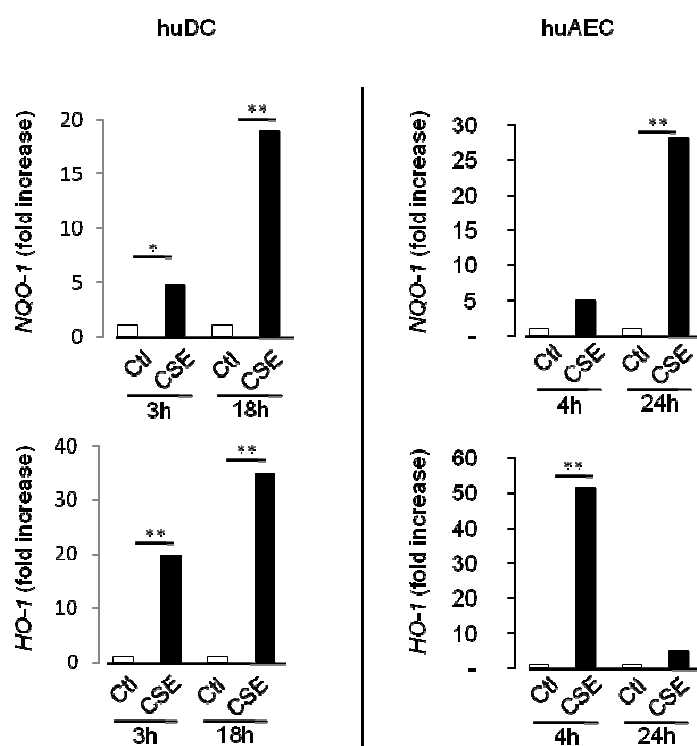 huDC
huAEC
NQO-1 (fold increase)
20
15
10
5
0
*
**
Ctl CSE Ctl CSE
3h 18h
NQO-1 (fold increase)
30
25
20
15
10
5
-
**
Ctl CSE Ctl CSE
4h 24h
HO-1 (fold increase)
40
30
20
10
0
**
**
Ctl CSE Ctl CSE
3h 18h
HO-1 (fold increase)
60
50
40
30
20
10
-
**
Ctl CSE Ctl CSE
4h 24h